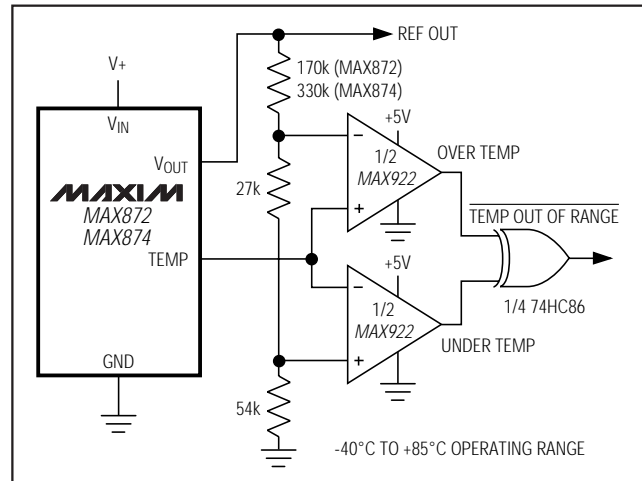 REF OUT
V+
170k (MAX872)
330k (MAX874)
+5V
VIN
1/2
MAX922
OVER TEMP
VOUT
27k
MAXIM
MAX872
MAX874
TEMP OUT OF RANGE
TEMP
+5V
1/2
MAX922
1/4 74HC86
UNDER TEMP
GND
54k
-40°C TO +85°C OPERATING RANGE